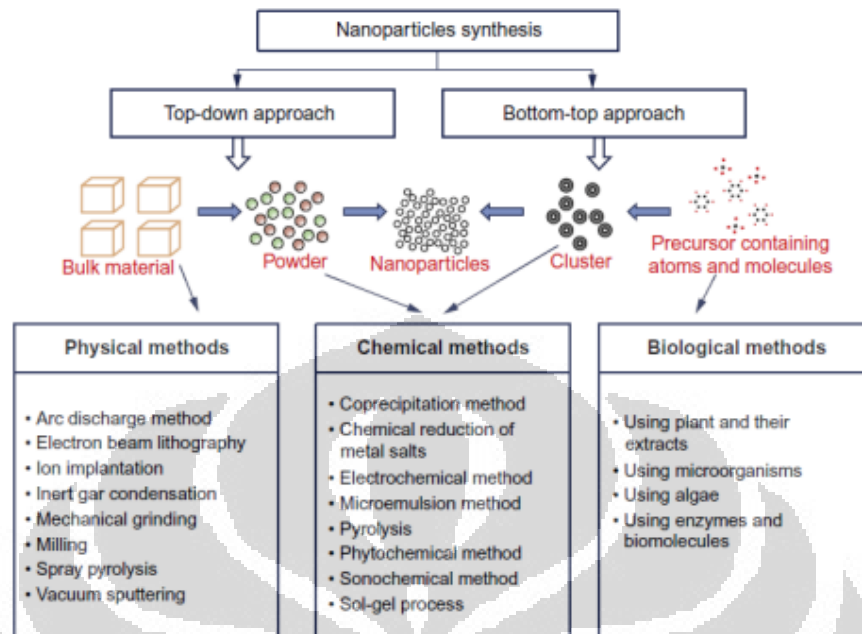 Nanoparticles synthesis
Top-down approach
Bottom-top approach
Bulk material
Powder
Nanoparticles
Cluster
Precursor containing
atoms and molecules
Physical methods
• Arc discharge method
• Electron beam lithography
• Ion implantation
• Inert gar condensation
• Mechanical grinding
• Milling
• Spray pyrolysis
• Vacuum sputtering
Chemical methods
• Coprecipitation method
• Chemical reduction of
metal salts
• Electrochemical method
• Microemulsion method
• Pyrolysis
• Phytochemical method
• Sonochemical method
• Sol-gel process
Biological methods
• Using plant and their
extracts
• Using microorganisms
• Using algae
• Using enzymes and
biomolecules